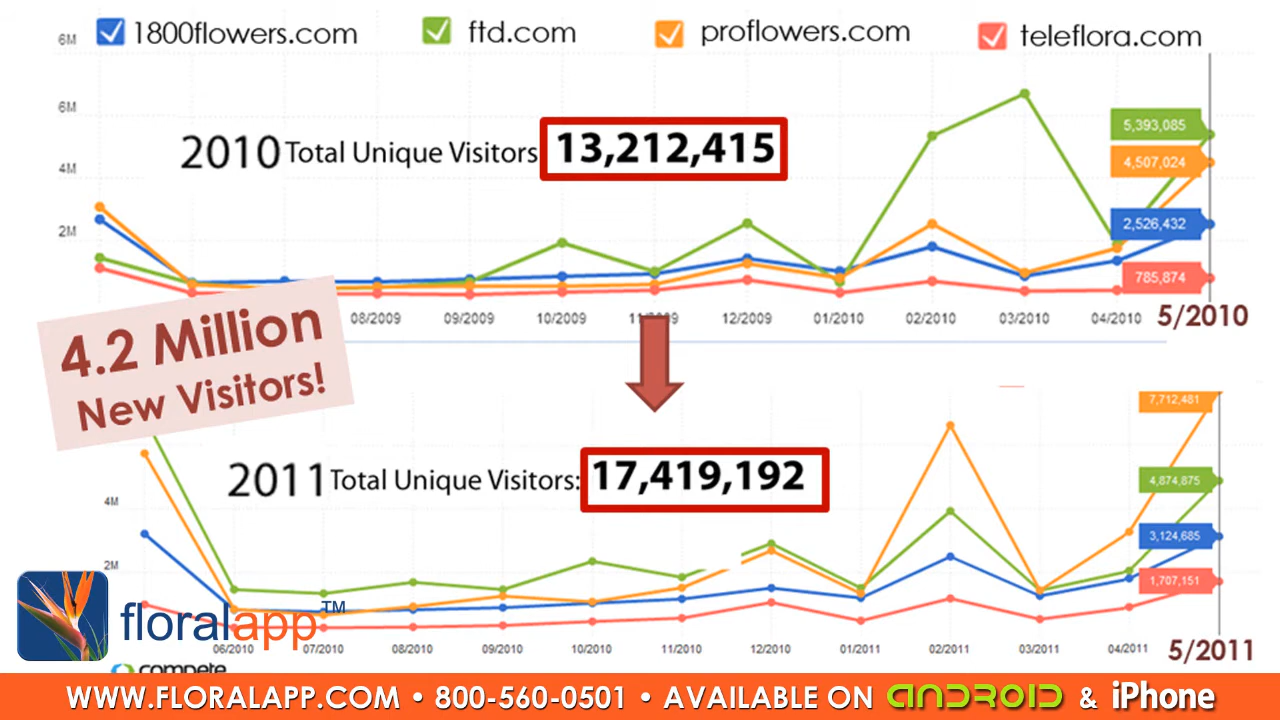 1800flowers.com ftd.com proflowers.com teleflora.com
6M
6M
5,393,085
2010 Total Unique Visitors 13,212,415
4,507,024
4M
2M
2,526,432
785,874
08/2009 09/2009 10/2009 11/2009 12/2009 01/2010 02/2010 03/2010 04/2010 5/2010
4.2 Million
New Visitors!
7,712,481
2011 Total Unique Visitors: 17,419,192
4,874,875
4M
3,124,685
2M
1,707,151
floralapp™
06/2010 07/2010 08/2010 09/2010 10/2010 11/2010 12/2010 01/2011 02/2011 03/2011 04/2011 5/2011
compete
WWW.FLORALAPP.COM • 800-560-0501 • AVAILABLE ON ANDROID & iPhone